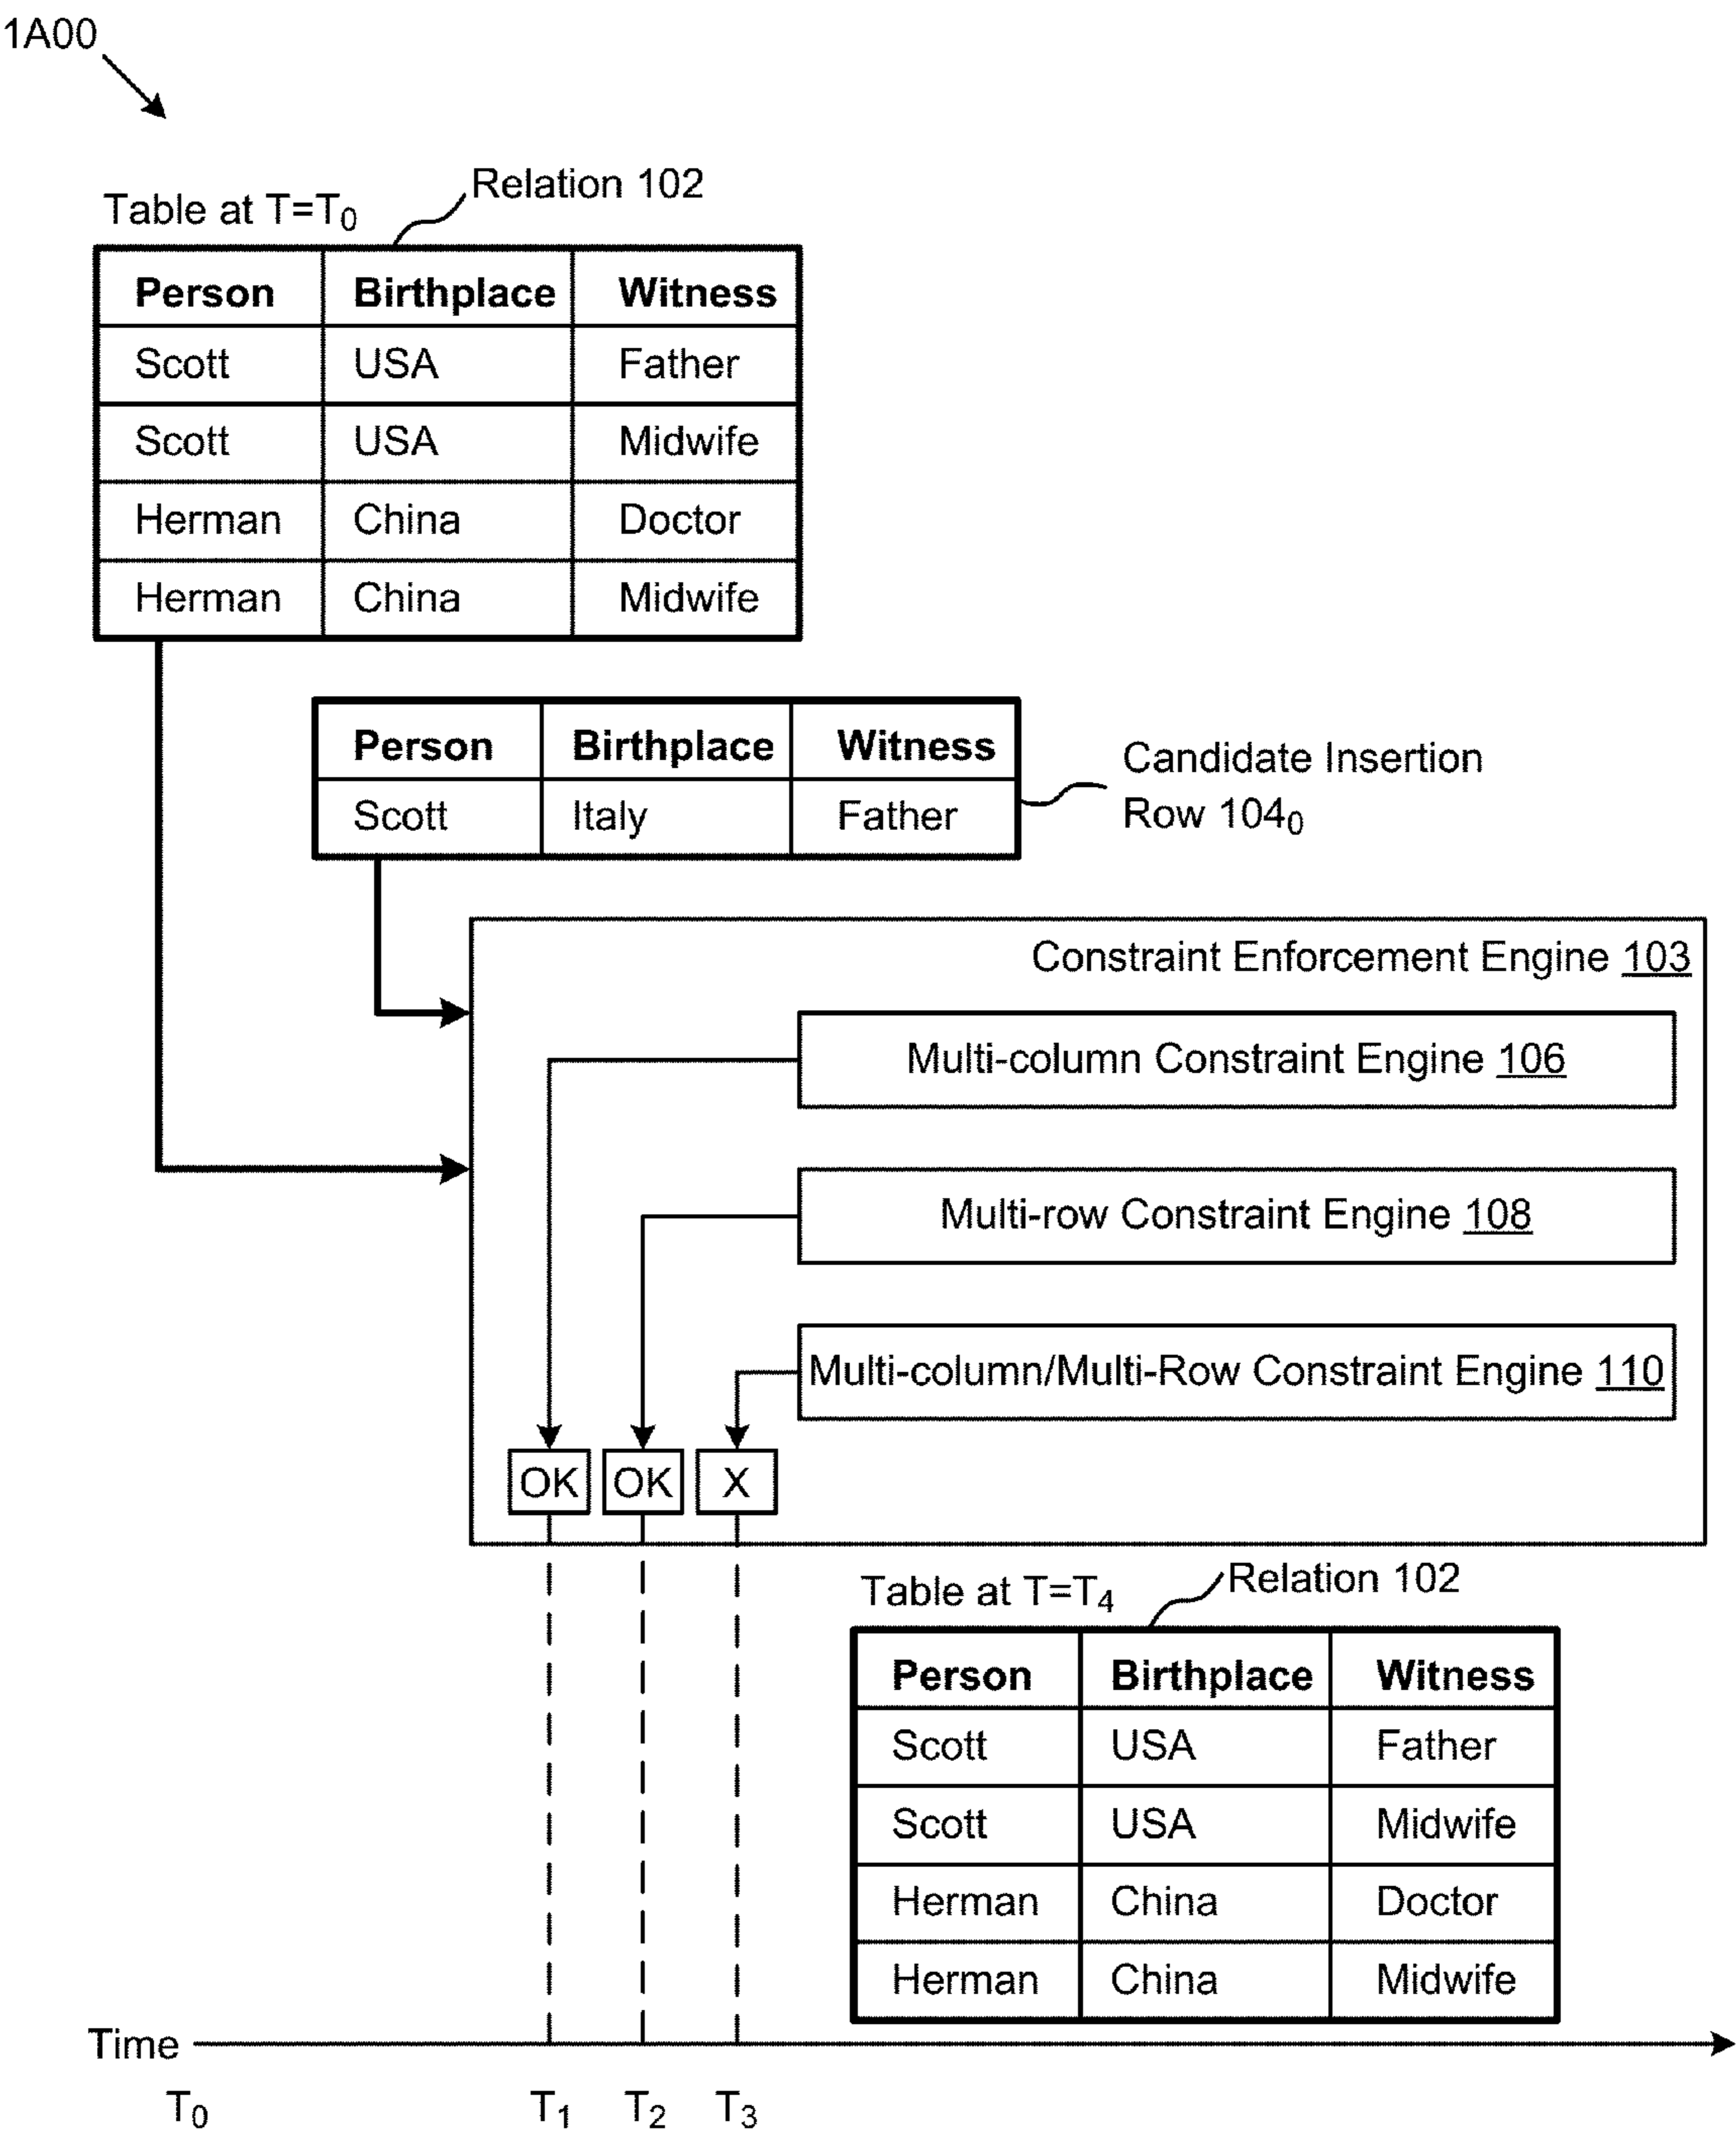 1A00
Relation 102
Table at T=T0
Person Birthplace Witness
Scott USA Father
Scott USA Midwife
Herman China Doctor
Herman China Midwife
Person Birthplace Witness
Scott Italy Father
Candidate Insertion
Row 1040
Constraint Enforcement Engine 103
Multi-column Constraint Engine 106
Multi-row Constraint Engine 108
Multi-column/Multi-Row Constraint Engine 110
OK OK X
Table at T=T4
Relation 102
Person Birthplace Witness
Scott USA Father
Scott USA Midwife
Herman China Doctor
Herman China Midwife
Time
T0 T1 T2 T3